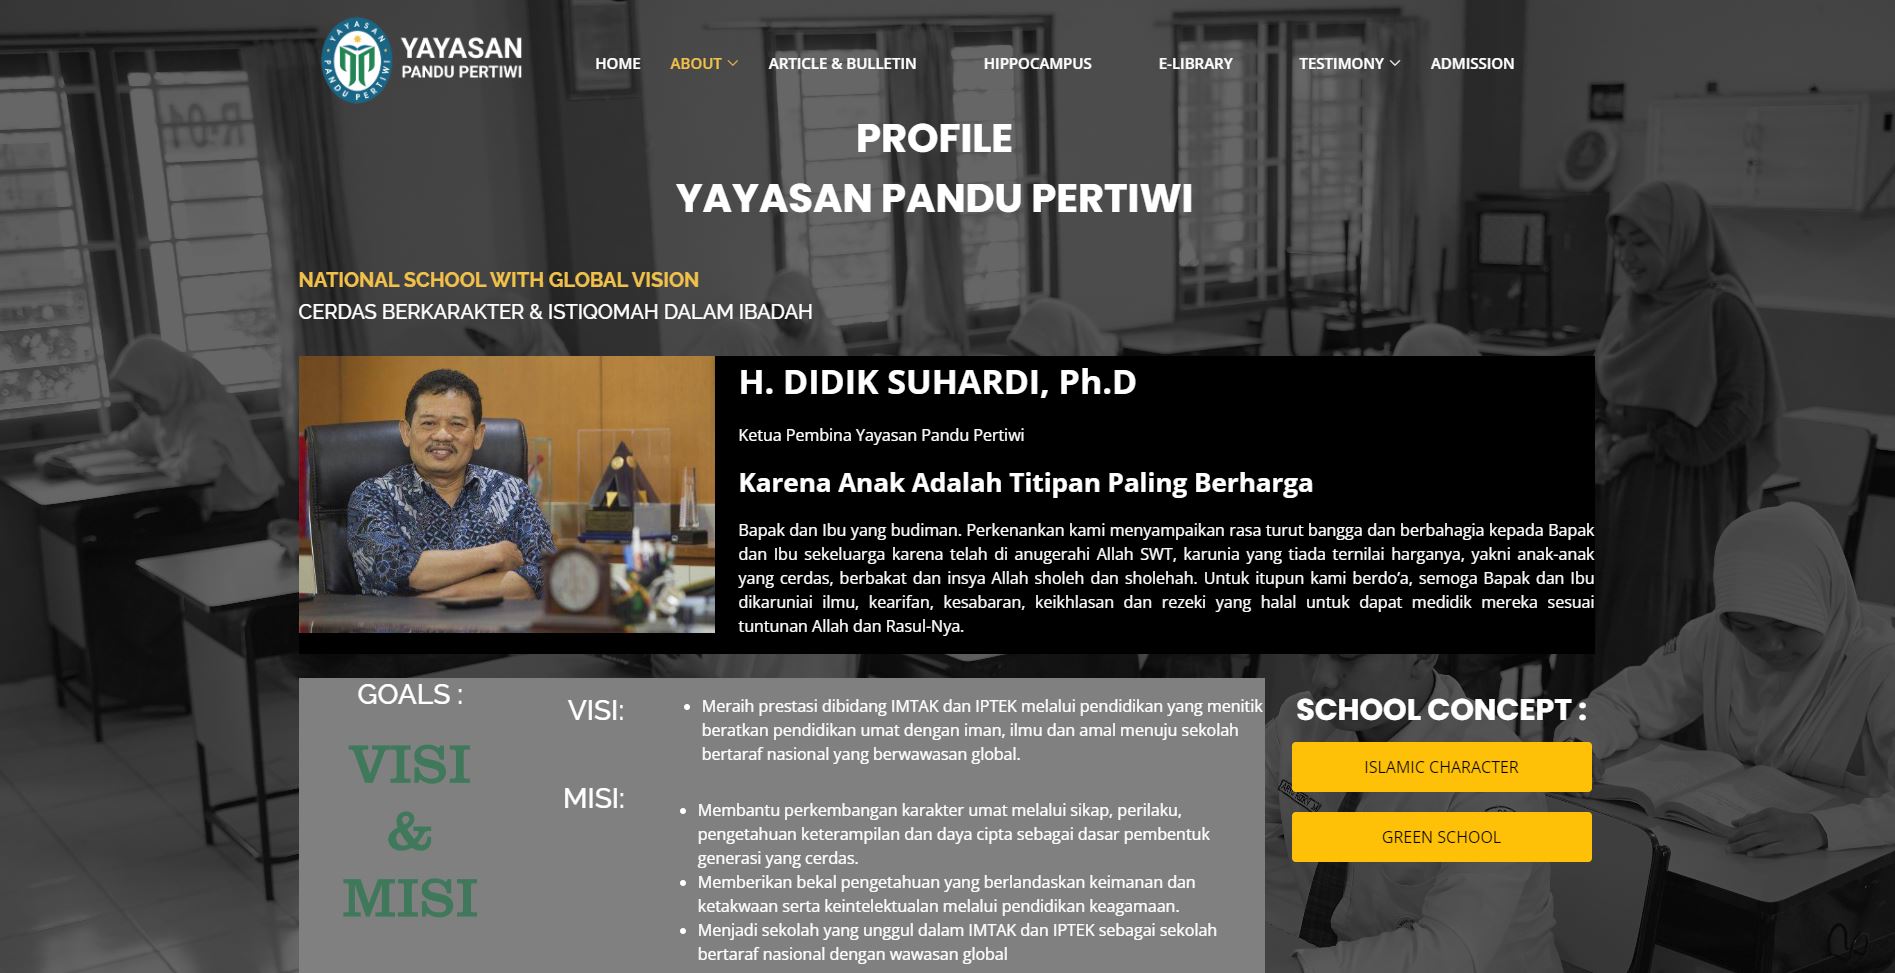 YAYASAN PANDU PERTIWI
YAYASAN
PANDU PERTIWI
HOME
ABOUT
ARTICLE & BULLETIN
HIPPOCAMPUS
E-LIBRARY
TESTIMONY
ADMISSION
PROFILE
YAYASAN PANDU PERTIWI
NATIONAL SCHOOL WITH GLOBAL VISION
CERDAS BERKARAKTER & ISTIQOMAH DALAM IBADAH
H. DIDIK SUHARDI, Ph.D
Ketua Pembina Yayasan Pandu Pertiwi
Karena Anak Adalah Titipan Paling Berharga
Bapak dan Ibu yang budiman. Perkenankan kami menyampaikan rasa turut bangga dan berbahagia kepada Bapak
dan Ibu sekeluarga karena telah di anugerahi Allah SWT, karunia yang tiada ternilai harganya, yakni anak-anak
yang cerdas, berbakat dan insya Allah sholeh dan sholehah. Untuk itupun kami berdo’a, semoga Bapak dan Ibu
dikaruniai ilmu, kearifan, kesabaran, keikhlasan dan rezeki yang halal untuk dapat medidik mereka sesuai
tuntunan Allah dan Rasul-Nya.
GOALS :
VISI
&
MISI
VISI:
• Meraih prestasi dibidang IMTAK dan IPTEK melalui pendidikan yang menitik
beratkan pendidikan umat dengan iman, ilmu dan amal menuju sekolah
bertaraf nasional yang berwawasan global.
MISI:
• Membantu perkembangan karakter umat melalui sikap, perilaku,
pengetahuan keterampilan dan daya cipta sebagai dasar pembentuk
generasi yang cerdas.
• Memberikan bekal pengetahuan yang berlandaskan keimanan dan
ketakwaan serta keintelektualan melalui pendidikan keagamaan.
• Menjadi sekolah yang unggul dalam IMTAK dan IPTEK sebagai sekolah
bertaraf nasional dengan wawasan global
SCHOOL CONCEPT :
ISLAMIC CHARACTER
GREEN SCHOOL